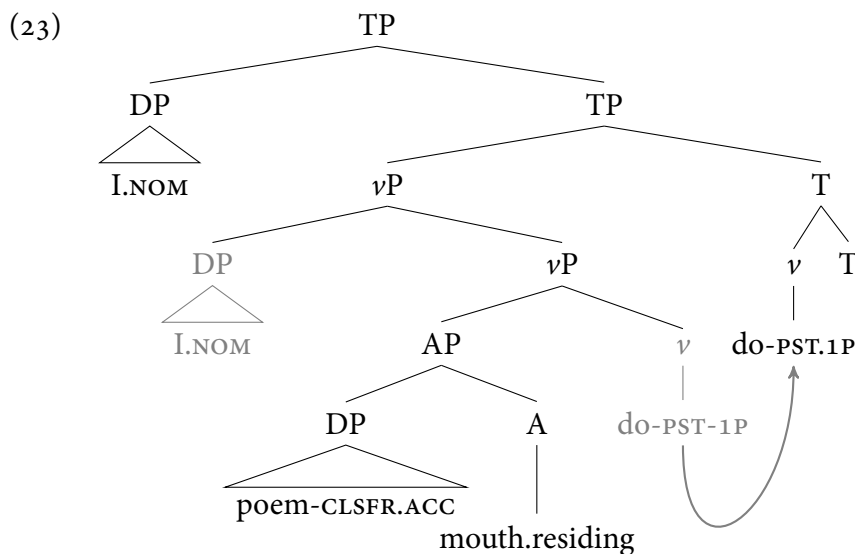 (23)
TP
DP TP
I.NOM
vP T
DP vP v T
I.NOM AP v do-PST.1P
DP A do-PST-1P
poem-CLSFR.ACC
mouth.residing